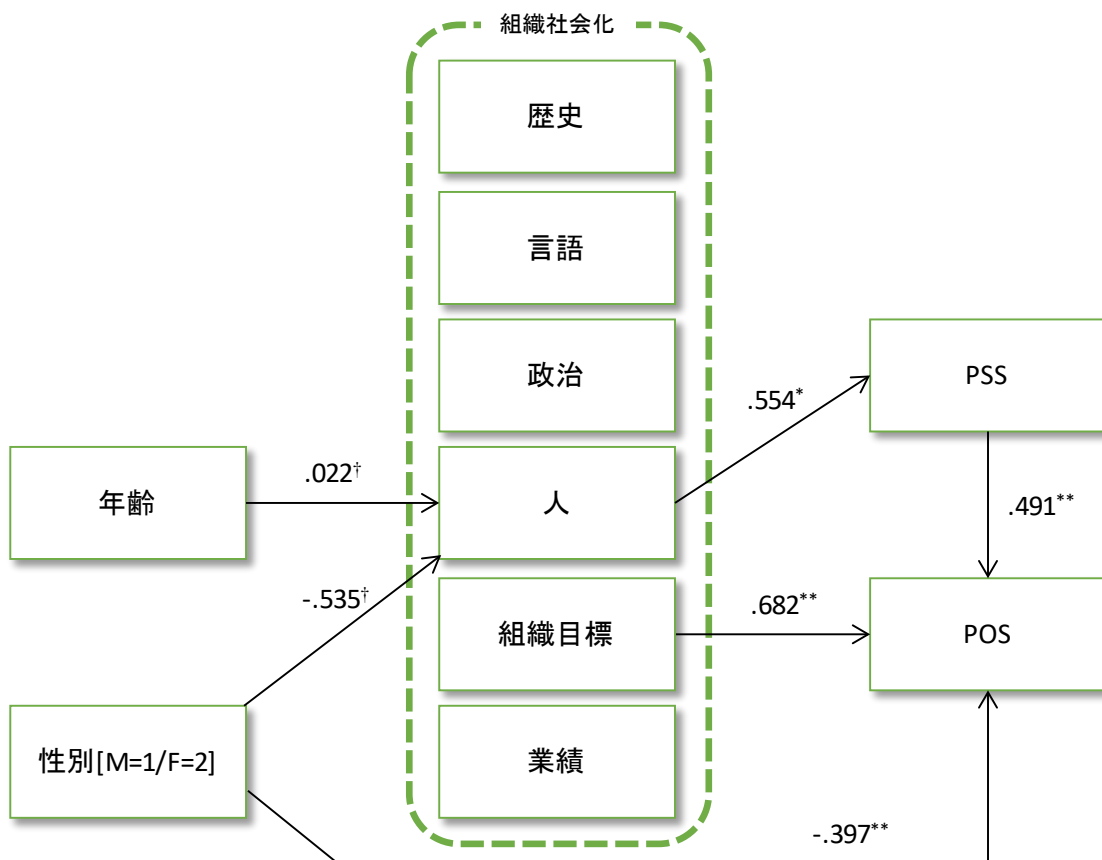 組織社会化
歴史
言語
政治
PSS
.554*
年齢
.022†
人
.491**
-.535†
組織目標
.682**
POS
性別[M=1/F=2]
業績
-.397**